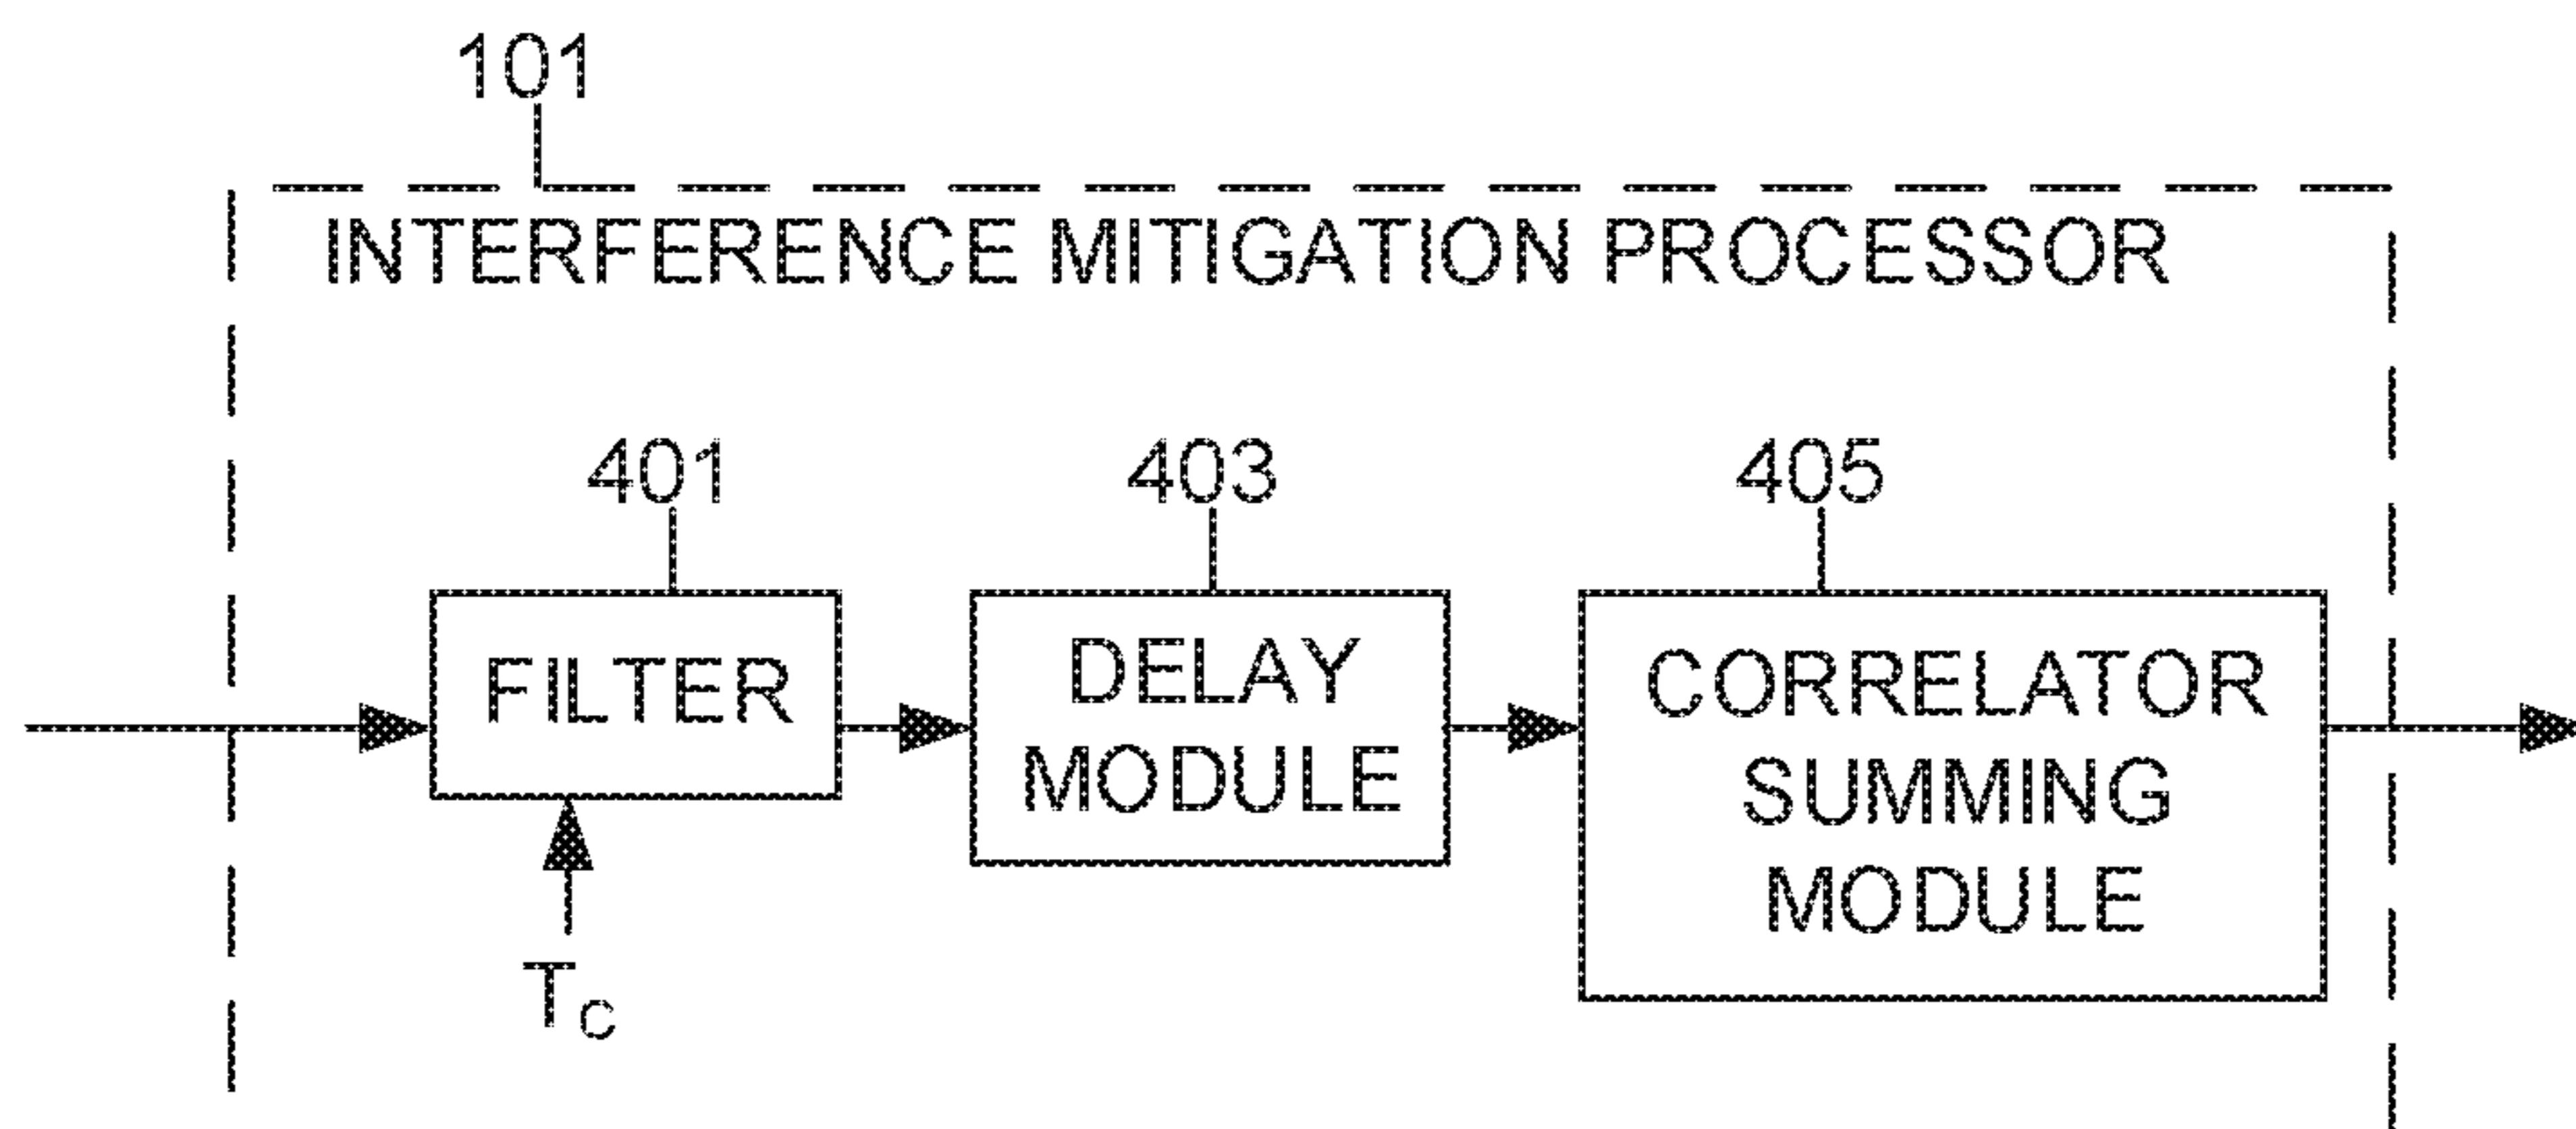 101
INTERFERENCE MITIGATION PROCESSOR
401
403
405
FILTER
DELAY
MODULE
CORRELATOR
SUMMING
MODULE
Tc